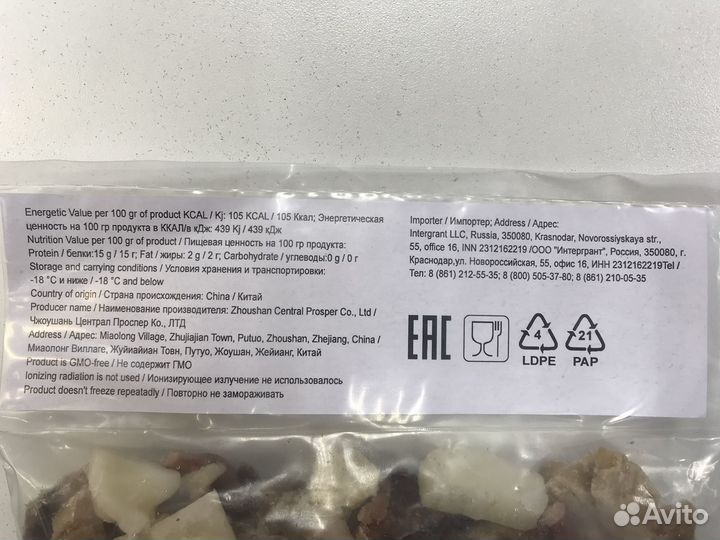 Energetic Value per 100 gr of product KCAL / Kj: 105 KCAL / 105 Ккал; Энергетическая
ценность на 100 гр продукта в ККАЛ/в кДж: 439 Kj / 439 кДж
Nutrition Value per 100 gr of product / Пищевая ценность на 100 гр продукта:
Protein / белки:15 g / 15 г; Fat / жиры: 2 g / 2 г; Carbohydrate / углеводы:0 g / 0 г
Storage and carrying conditions / Условия хранения и транспортировки:
-18 °C и ниже / -18 °C and below
Country of origin / Страна происхождения: China / Китай
Producer name / Наименование производителя: Zhoushan Central Prosper Co., Ltd /
Чжоушань Централ Проспер Ко., ЛТД
Address / Адрес: Miaolong Village, Zhujiajian Town, Putuo, Zhoushan, Zhejiang, China /
Миаолонг Виллаге, Жуйиайиан Товн, Путуо, Жоушан, Жейианг, Китай
Product is GMO-free / Не содержит ГМО
Ionizing radiation is not used / Ионизирующее излучение не использовалось
Product doesn't freeze repeatadly / Повторно не замораживать
Importer / Импортер; Address / Адрес:
Intergrant LLC, Russia, 350080, Krasnodar, Novorossiyskaya str.,
55, office 16, INN 2312162219 /ООО "Интергрант", Россия, 350080, г.
Краснодар,ул. Новороссийская, 55, офис 16, ИНН 2312162219Tel /
Тел: 8 (861) 212-55-35; 8 (800) 505-37-80; 8 (861) 210-05-35
EAC
4
LDPE
21
PAP
Avito